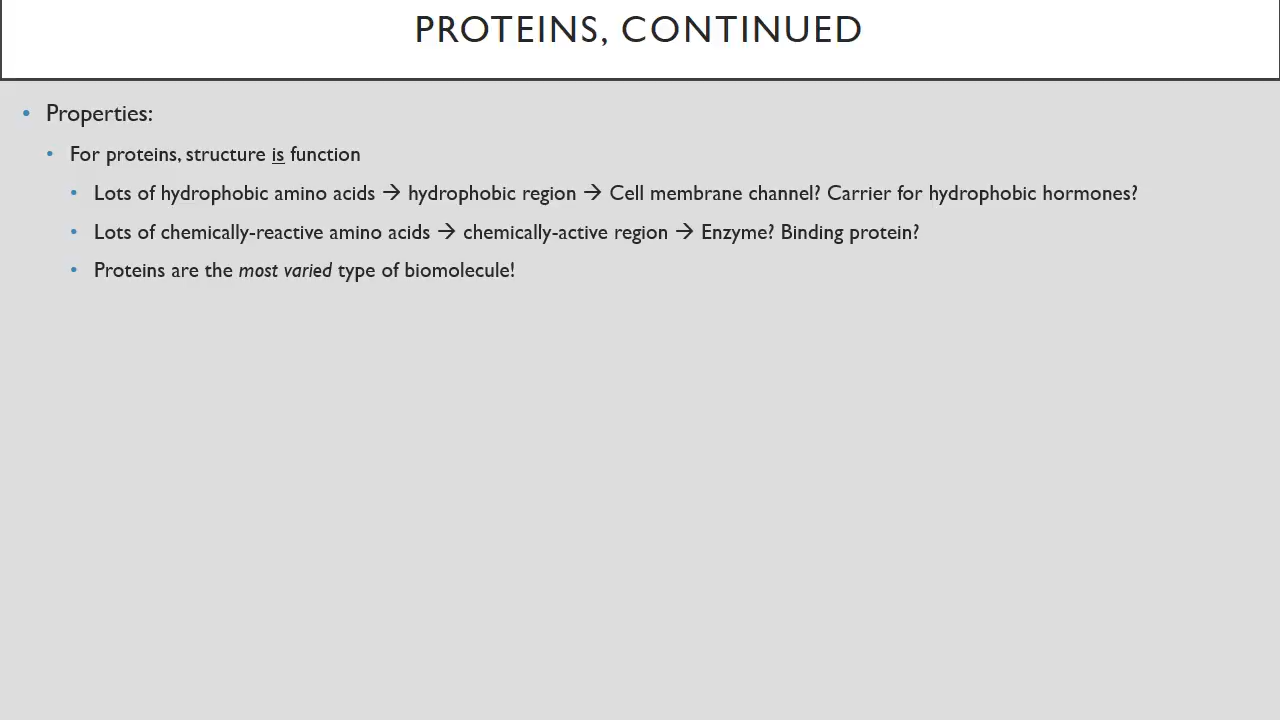 PROTEINS, CONTINUED
• Properties:
• For proteins, structure is function
• Lots of hydrophobic amino acids → hydrophobic region → Cell membrane channel? Carrier for hydrophobic hormones?
• Lots of chemically-reactive amino acids → chemically-active region → Enzyme? Binding protein?
• Proteins are the most varied type of biomolecule!